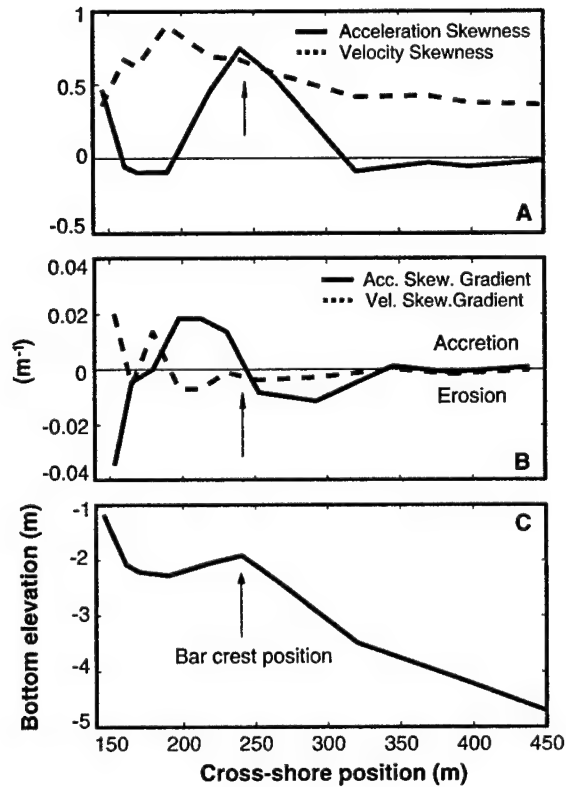 1
0.5
0
-0.5
Acceleration Skewness
Velocity Skewness
A
0.04
0.02
0
-0.02
-0.04
(m⁻¹)
Acc. Skew. Gradient
Vel. Skew.Gradient
Accretion
Erosion
B
-1
-2
-3
-4
-5
Bottom elevation (m)
C
Bar crest position
150 200 250 300 350 400 450
Cross-shore position (m)